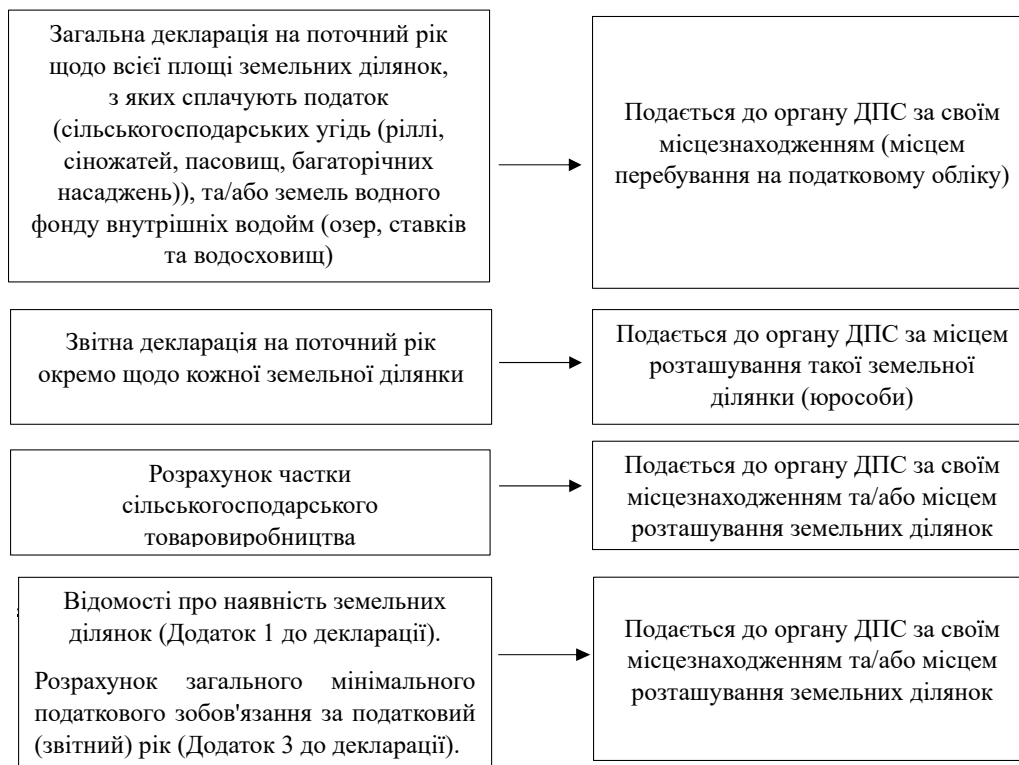 Загальна декларація на поточний рік
щодо всієї площі земельних ділянок,
з яких сплачують податок
(сільськогосподарських угідь (ріллі,
сіножатей, пасовищ, багаторічних
насаджень)), та/або земель водного
фонду внутрішніх водойм (озер, ставків
та водосховищ)
Подається до органу ДПС за своїм
місцезнаходженням (місцем
перебування на податковому обліку)
Звітна декларація на поточний рік
окремо щодо кожної земельної ділянки
Подається до органу ДПС за місцем
розташування такої земельної
ділянки (юрособи)
Розрахунок частки
сільськогосподарського
товаровиробництва
Подається до органу ДПС за своїм
місцезнаходженням та/або місцем
розташування земельних ділянок
Відомості про наявність земельних
ділянок (Додаток 1 до декларації).
Розрахунок загального мінімального
податкового зобов'язання за податковий
(звітний) рік (Додаток 3 до декларації).
Подається до органу ДПС за своїм
місцезнаходженням та/або місцем
розташування земельних ділянок